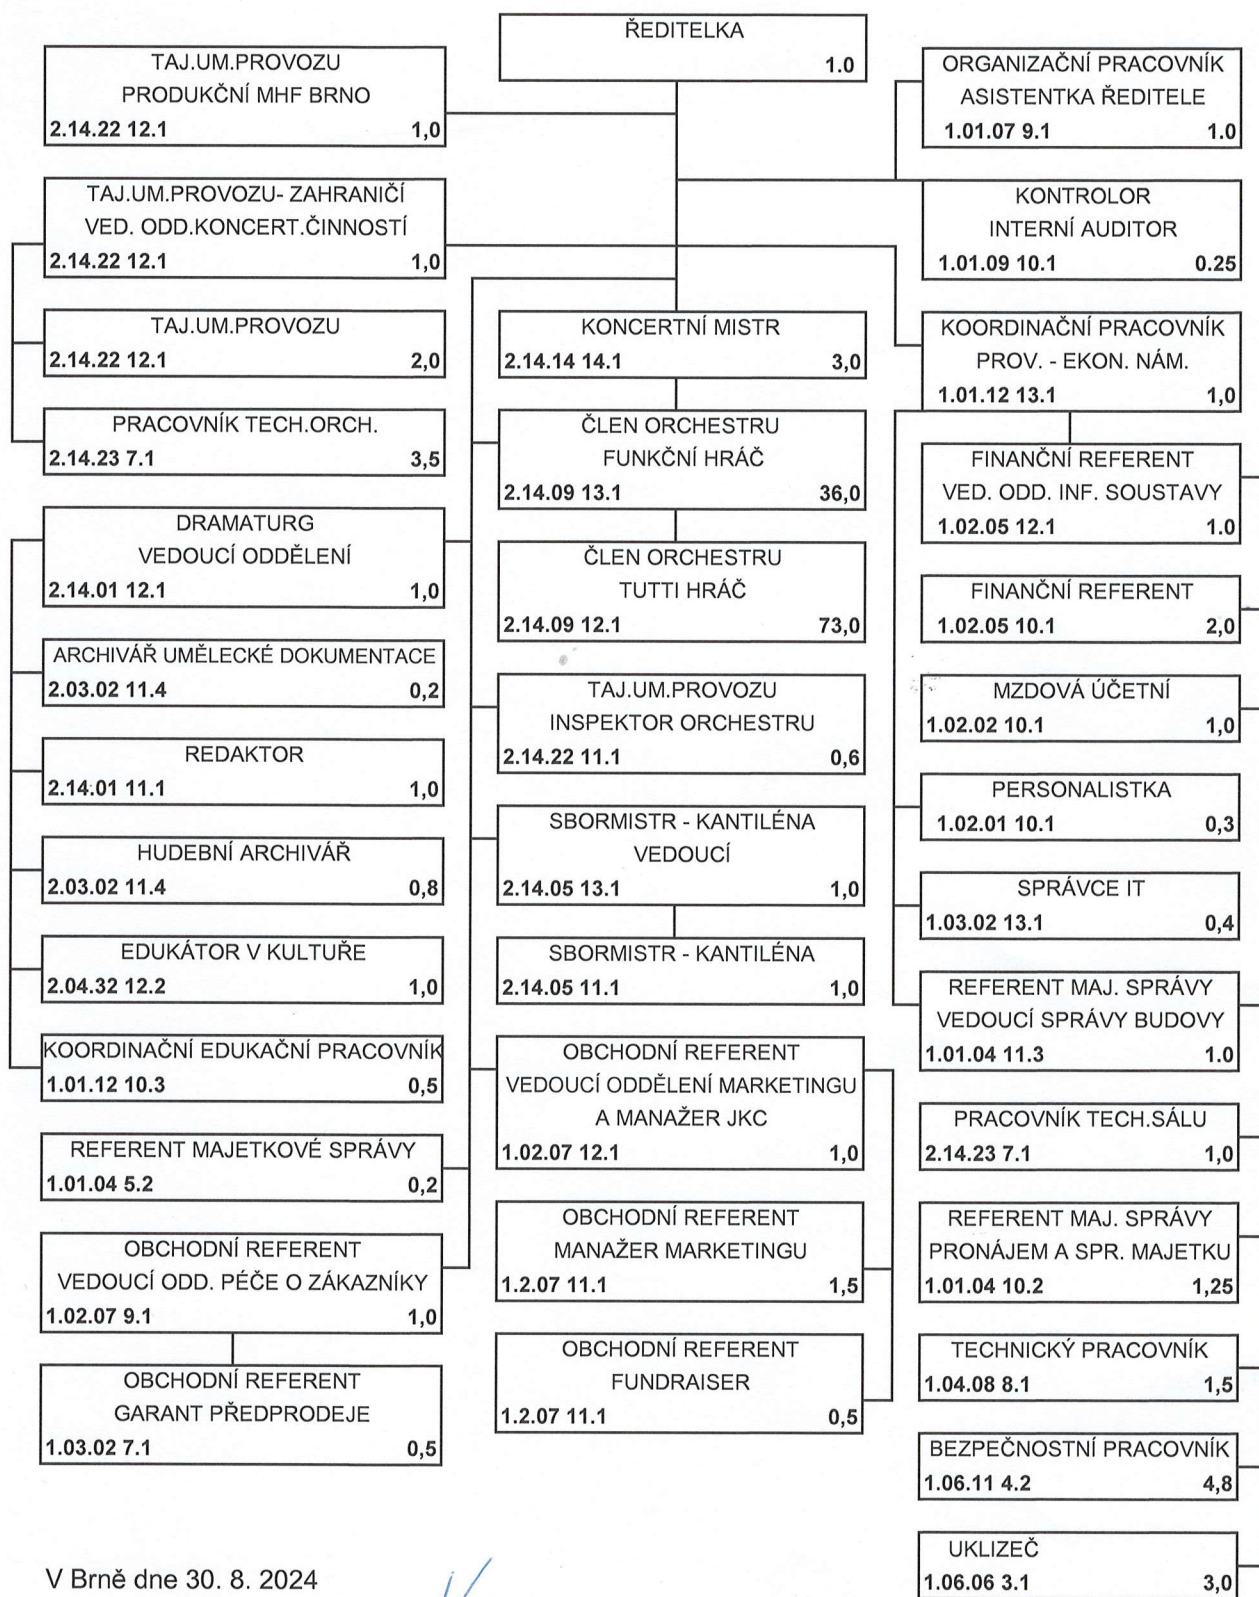 ŘEDITELKA
1.0
TAJ.UM.PROVOZU
PRODUKČNÍ MHF BRNO
2.14.22 12.1 1,0
TAJ.UM.PROVOZU- ZAHRANIČÍ
VED. ODD.KONCERT.ČINNOSTÍ
2.14.22 12.1 1,0
TAJ.UM.PROVOZU
2.14.22 12.1 2,0
PRACOVNÍK TECH.ORCH.
2.14.23 7.1 3,5
DRAMATURG
VEDOUCÍ ODDĚLENÍ
2.14.01 12.1 1,0
ARCHIVÁŘ UMĚLECKÉ DOKUMENTACE
2.03.02 11.4 0,2
REDAKTOR
2.14.01 11.1 1,0
HUDEBNÍ ARCHIVÁŘ
2.03.02 11.4 0,8
EDUKÁTOR V KULTUŘE
2.04.32 12.2 1,0
KOORDINAČNÍ EDUKAČNÍ PRACOVNÍK
1.01.12 10.3 0,5
REFERENT MAJETKOVÉ SPRÁVY
1.01.04 5.2 0,2
OBCHODNÍ REFERENT
VEDOUCÍ ODD. PÉČE O ZÁKAZNÍKY
1.02.07 9.1 1,0
OBCHODNÍ REFERENT
GARANT PŘEDPRODEJE
1.03.02 7.1 0,5
KONCERTNÍ MISTR
2.14.14 14.1 3,0
ČLEN ORCHESTRU
FUNKČNÍ HRÁČ
2.14.09 13.1 36,0
ČLEN ORCHESTRU
TUTTI HRÁČ
2.14.09 12.1 73,0
TAJ.UM.PROVOZU
INSPEKTOR ORCHESTRU
2.14.22 11.1 0,6
SBORMISTR - KANTILÉNA
VEDOUCÍ
2.14.05 13.1 1,0
SBORMISTR - KANTILÉNA
2.14.05 11.1 1,0
OBCHODNÍ REFERENT
VEDOUCÍ ODDĚLENÍ MARKETINGU
A MANAŽER JKC
1.02.07 12.1 1,0
OBCHODNÍ REFERENT
MANAŽER MARKETINGU
1.2.07 11.1 1,5
OBCHODNÍ REFERENT
FUNDRAISER
1.2.07 11.1 0,5
ORGANIZAČNÍ PRACOVNÍK
ASISTENTKA ŘEDITELE
1.01.07 9.1 1.0
KONTROLOR
INTERNÍ AUDITOR
1.01.09 10.1 0.25
KOORDINAČNÍ PRACOVNÍK
PROV. - EKON. NÁM.
1.01.12 13.1 1,0
FINANČNÍ REFERENT
VED. ODD. INF. SOUSTAVY
1.02.05 12.1 1.0
FINANČNÍ REFERENT
1.02.05 10.1 2,0
MZDOVÁ ÚČETNÍ
1.02.02 10.1 1,0
PERSONALISTKA
1.02.01 10.1 0,3
SPRÁVCE IT
1.03.02 13.1 0,4
REFERENT MAJ. SPRÁVY
VEDOUCÍ SPRÁVY BUDOVY
1.01.04 11.3 1.0
PRACOVNÍK TECH.SÁLU
2.14.23 7.1 1,0
REFERENT MAJ. SPRÁVY
PRONÁJEM A SPR. MAJETKU
1.01.04 10.2 1,25
TECHNICKÝ PRACOVNÍK
1.04.08 8.1 1,5
BEZPEČNOSTNÍ PRACOVNÍK
1.06.11 4.2 4,8
UKLIZEČ
1.06.06 3.1 3,0
V Brně dne 30. 8. 2024